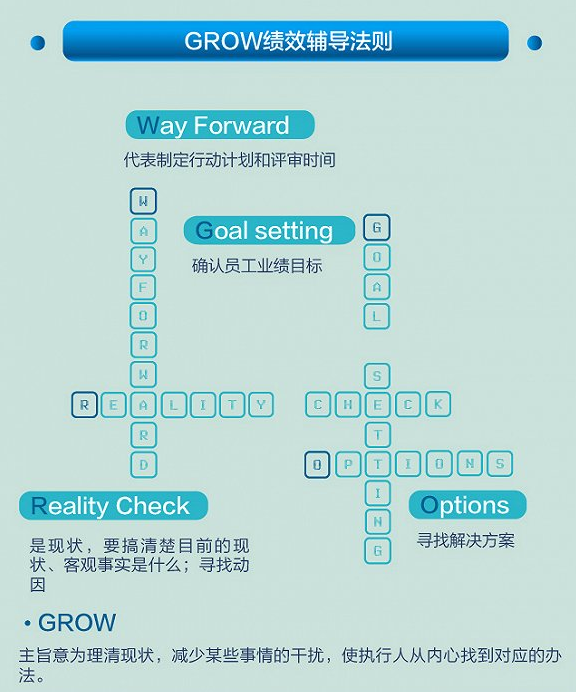 GROW绩效辅导法则
Way Forward
代表制定行动计划和评审时间
WAYFORWARD
Goal setting
确认员工业绩目标
GOAL SETTING
REALITY CHECK
OPTIONS
Reality Check
是现状，要搞清楚目前的现
状、客观事实是什么；寻找动
因
Options
寻找解决方案
• GROW
主旨意为理清现状，减少某些事情的干扰，使执行人从内心找到对应的办
法。